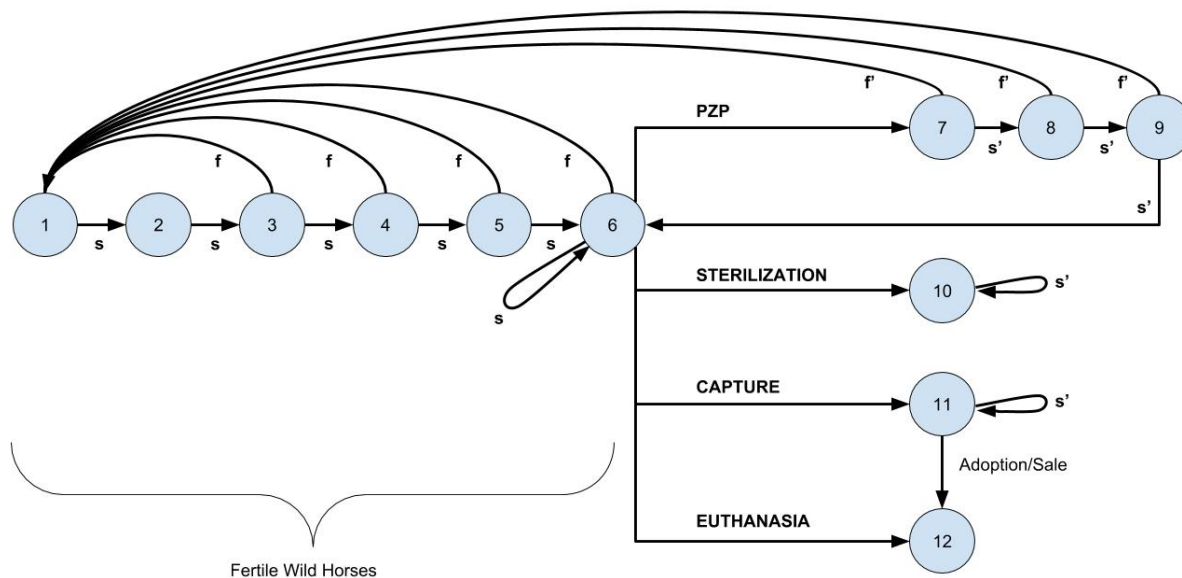 f'
f'
f'
PZP
7
8
9
s'
s'
f
f
f
f
s'
1
2
3
4
5
6
s
s
s
s
s
STERILIZATION
10
s'
s
CAPTURE
11
s'
Adoption/Sale
EUTHANASIA
12
Fertile Wild Horses